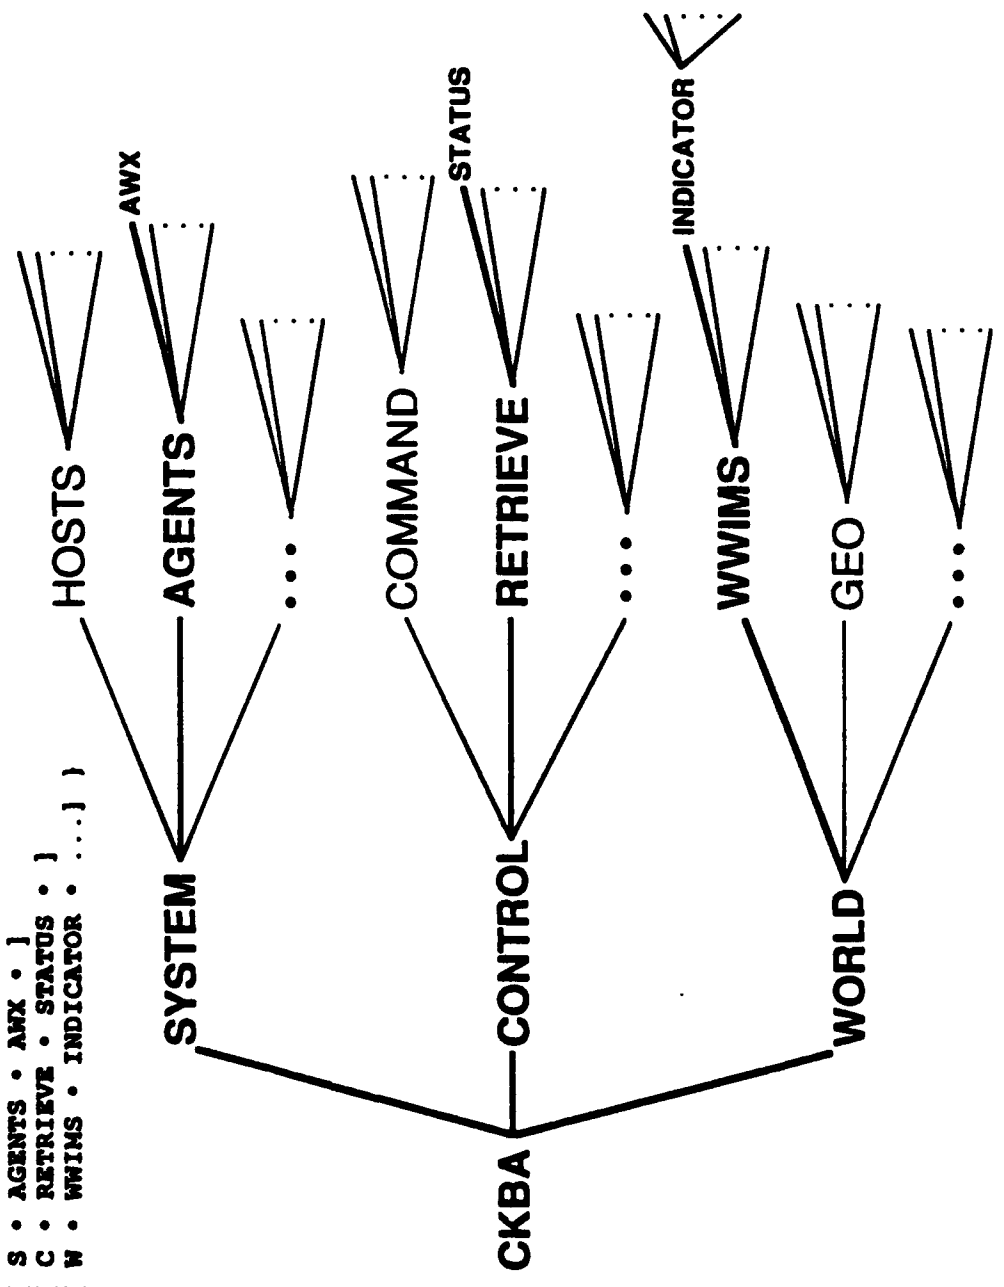 S • AGENTS • AWX • ]
C • RETRIEVE • STATUS • ]
W • WWIMS • INDICATOR • ...] }
CKBA
SYSTEM
HOSTS
AGENTS
AWX
• • •
CONTROL
COMMAND
RETRIEVE
STATUS
• • •
WORLD
WWIMS
INDICATOR
GEO
• • •